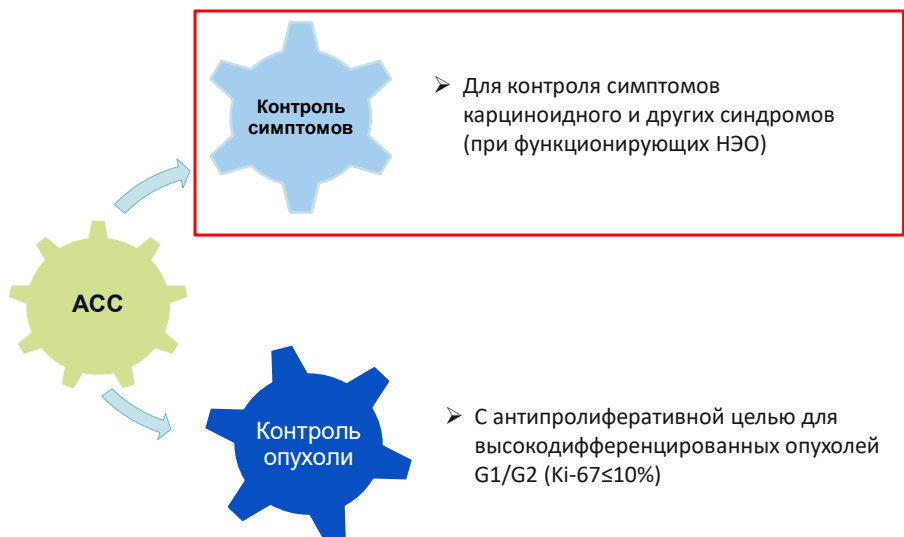 Контроль
симптомов
➢ Для контроля симптомов
карциноидного и других синдромов
(при функционирующих НЭО)
АСС
Контроль
опухоли
➢ С антипролиферативной целью для
высокодифференцированных опухолей
G1/G2 (Ki-67≤10%)